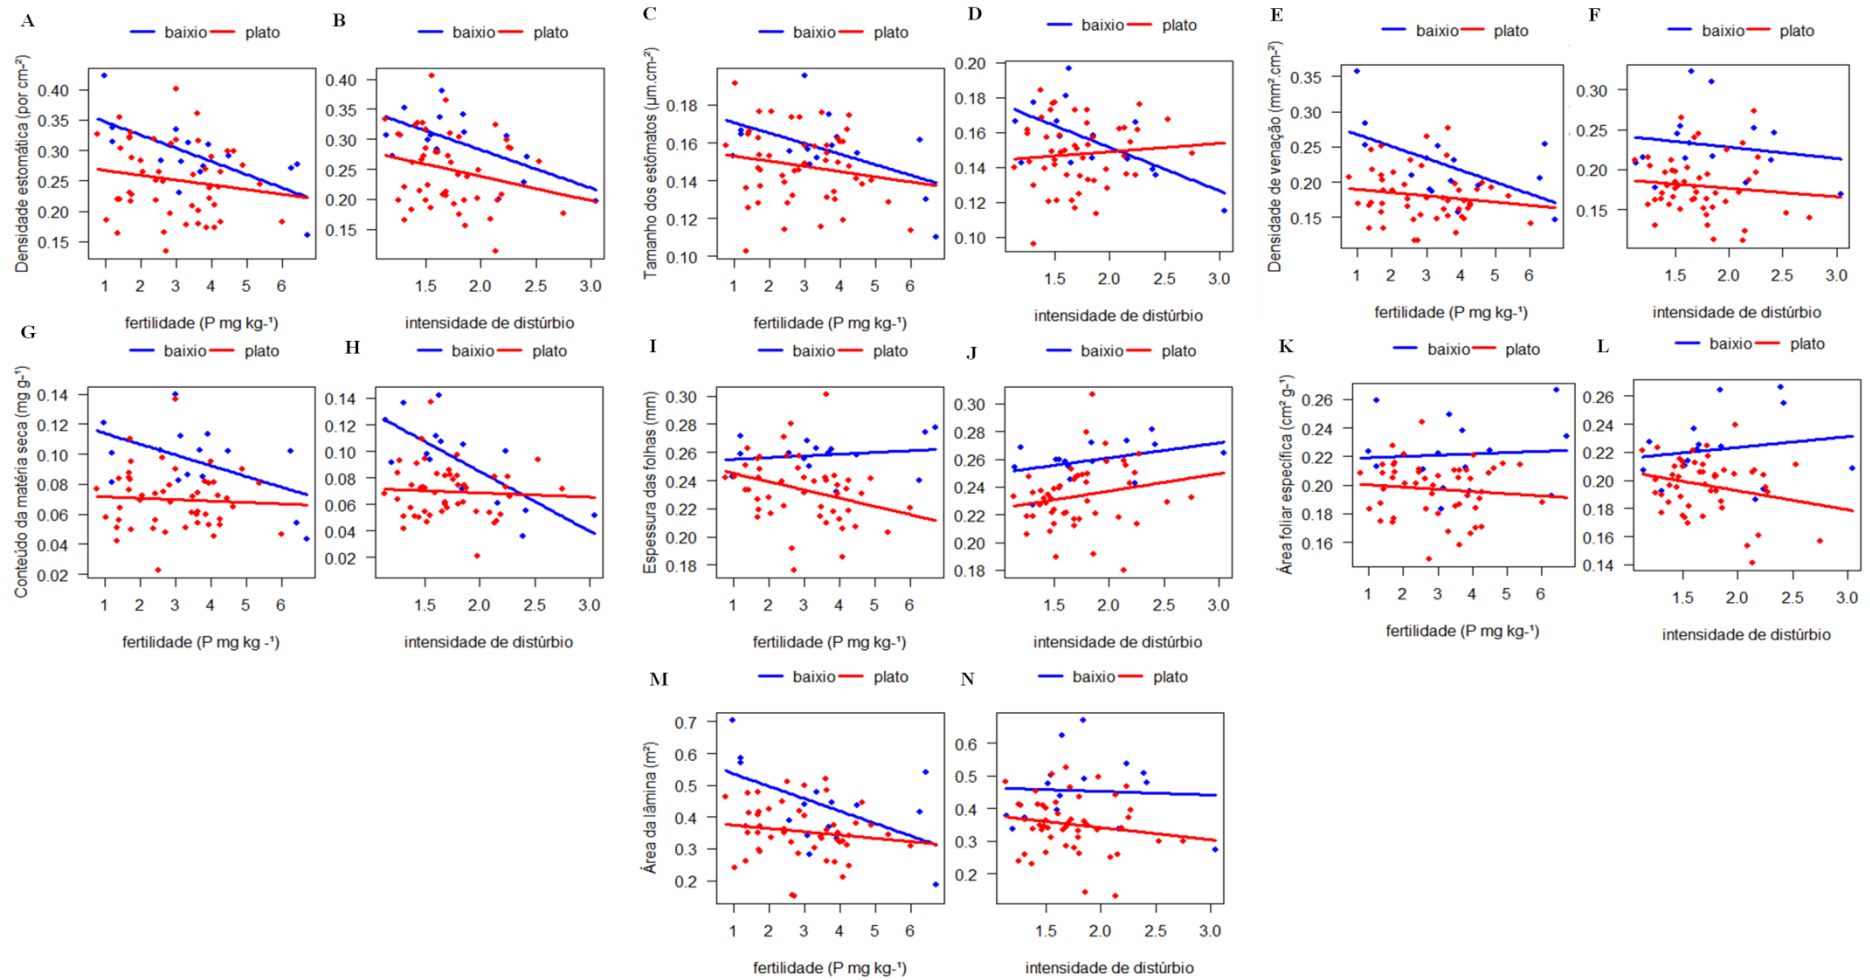 A
baixio plato
Densidade estomática (por cm-²)
0.40
0.35
0.30
0.25
0.20
0.15
1 2 3 4 5 6
fertilidade (P mg kg-¹)
B
baixio plato
0.40
0.35
0.30
0.25
0.20
0.15
1.5 2.0 3.0
intensidade de distúrbio
C
baixio plato
Tamanho dos estômatos (µm.cm-²)
0.18
0.16
0.14
0.12
0.10
1 2 3 4 5 6
fertilidade (P mg kg-¹)
D
baixio plato
0.20
0.18
0.16
0.14
0.12
0.10
1.5 2.0 3.0
intensidade de distúrbio
E
baixio plato
Densidade de venação (mm².cm-²)
0.35
0.30
0.25
0.20
0.15
1 2 3 4 5 6
fertilidade (P mg kg-¹)
F
baixio plato
0.30
0.25
0.20
0.15
1.5 2.0 3.0
intensidade de distúrbio
G
baixio plato
Conteúdo da matéria seca (mg g-¹)
0.14
0.12
0.10
0.08
0.06
0.04
0.02
1 2 3 4 5 6
fertilidade (P mg kg -¹)
H
baixio plato
0.14
0.12
0.10
0.08
0.06
0.04
0.02
1.5 2.0 3.0
intensidade de distúrbio
I
baixio plato
Espessura das folhas (mm)
0.30
0.28
0.26
0.24
0.22
0.20
0.18
1 2 3 4 5 6
fertilidade (P mg kg-¹)
J
baixio plato
0.30
0.28
0.26
0.24
0.22
0.20
0.18
1.5 2.0 3.0
intensidade de distúrbio
K
baixio plato
Área foliar específica (cm² g-¹)
0.26
0.24
0.22
0.20
0.18
0.16
1 2 3 4 5 6
fertilidade (P mg kg-¹)
L
baixio plato
0.26
0.24
0.22
0.20
0.18
0.16
0.14
1.5 2.0 3.0
intensidade de distúrbio
M
baixio plato
Área da lâmina (m²)
0.7
0.6
0.5
0.4
0.3
0.2
1 2 3 4 5 6
fertilidade (P mg kg-¹)
N
baixio plato
0.6
0.5
0.4
0.3
0.2
1.5 2.0 3.0
intensidade de distúrbio